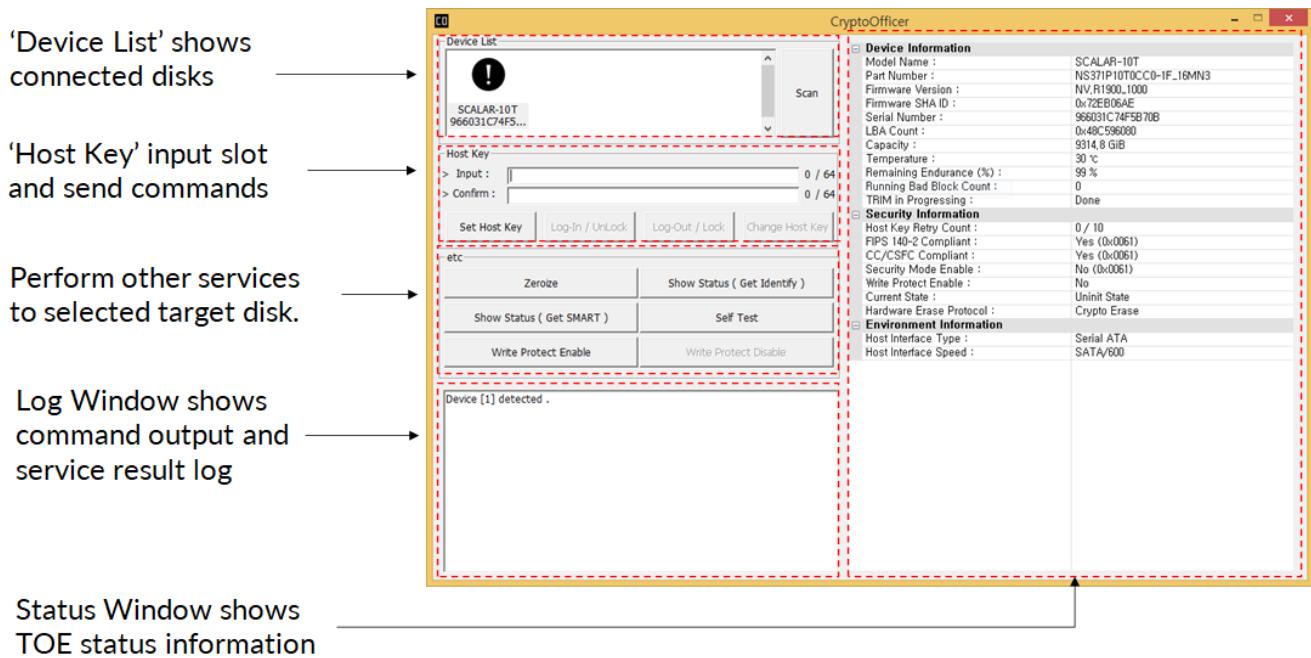 ‘Device List’ shows
connected disks
‘Host Key’ input slot
and send commands
Perform other services
to selected target disk.
Log Window shows
command output and
service result log
Status Window shows
TOE status information
CO
CryptoOfficer
Device List
SCALAR-10T
966031C74F5...
Scan
Host Key
> Input : 0 / 64
> Confirm : 0 / 64
Set Host Key Log-In / UnLock Log-Out / Lock Change Host Key
etc
Zeroize Show Status ( Get Identify )
Show Status ( Get SMART ) Self Test
Write Protect Enable Write Protect Disable
Device [1] detected .
Device Information
Model Name : SCALAR-10T
Part Number : NS371P10T0CC0-1F_16MN3
Firmware Version : NV,R1900_1000
Firmware SHA ID : 0x72EB06AE
Serial Number : 966031C74F5B70B
LBA Count : 0x48C596080
Capacity : 9314,8 GiB
Temperature : 30 ℃
Remaining Endurance (%) : 99 %
Running Bad Block Count : 0
TRIM in Progressing : Done
Security Information
Host Key Retry Count : 0 / 10
FIPS 140-2 Compliant : Yes (0x0061)
CC/CSFC Compliant : Yes (0x0061)
Security Mode Enable : No (0x0061)
Write Protect Enable : No
Current State : Uninit State
Hardware Erase Protocol : Crypto Erase
Environment Information
Host Interface Type : Serial ATA
Host Interface Speed : SATA/600